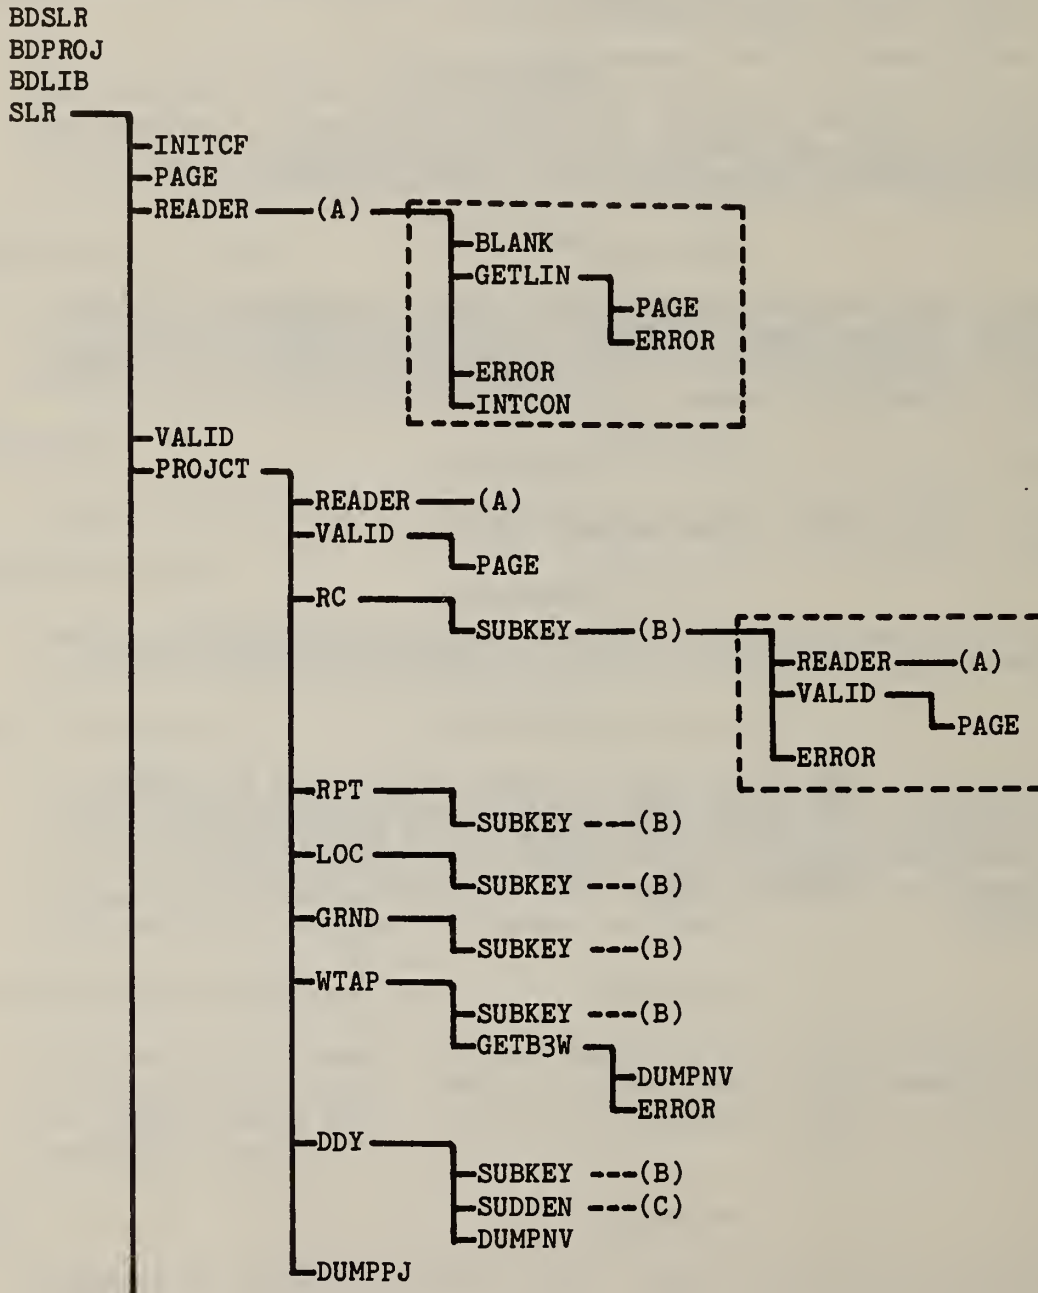 BDSLR
BDPROJ
BDLIB
SLR
INITCF
PAGE
READER (A)
BLANK
GETLIN
PAGE
ERROR
ERROR
INTCON
VALID
PROJCT
READER (A)
VALID
PAGE
RC
SUBKEY (B)
READER (A)
VALID
PAGE
ERROR
RPT
SUBKEY (B)
LOC
SUBKEY (B)
GRND
SUBKEY (B)
WTAP
SUBKEY (B)
GETB3W
DUMPNV
ERROR
DDY
SUBKEY (B)
SUDDEN (C)
DUMPNV
DUMPPJ